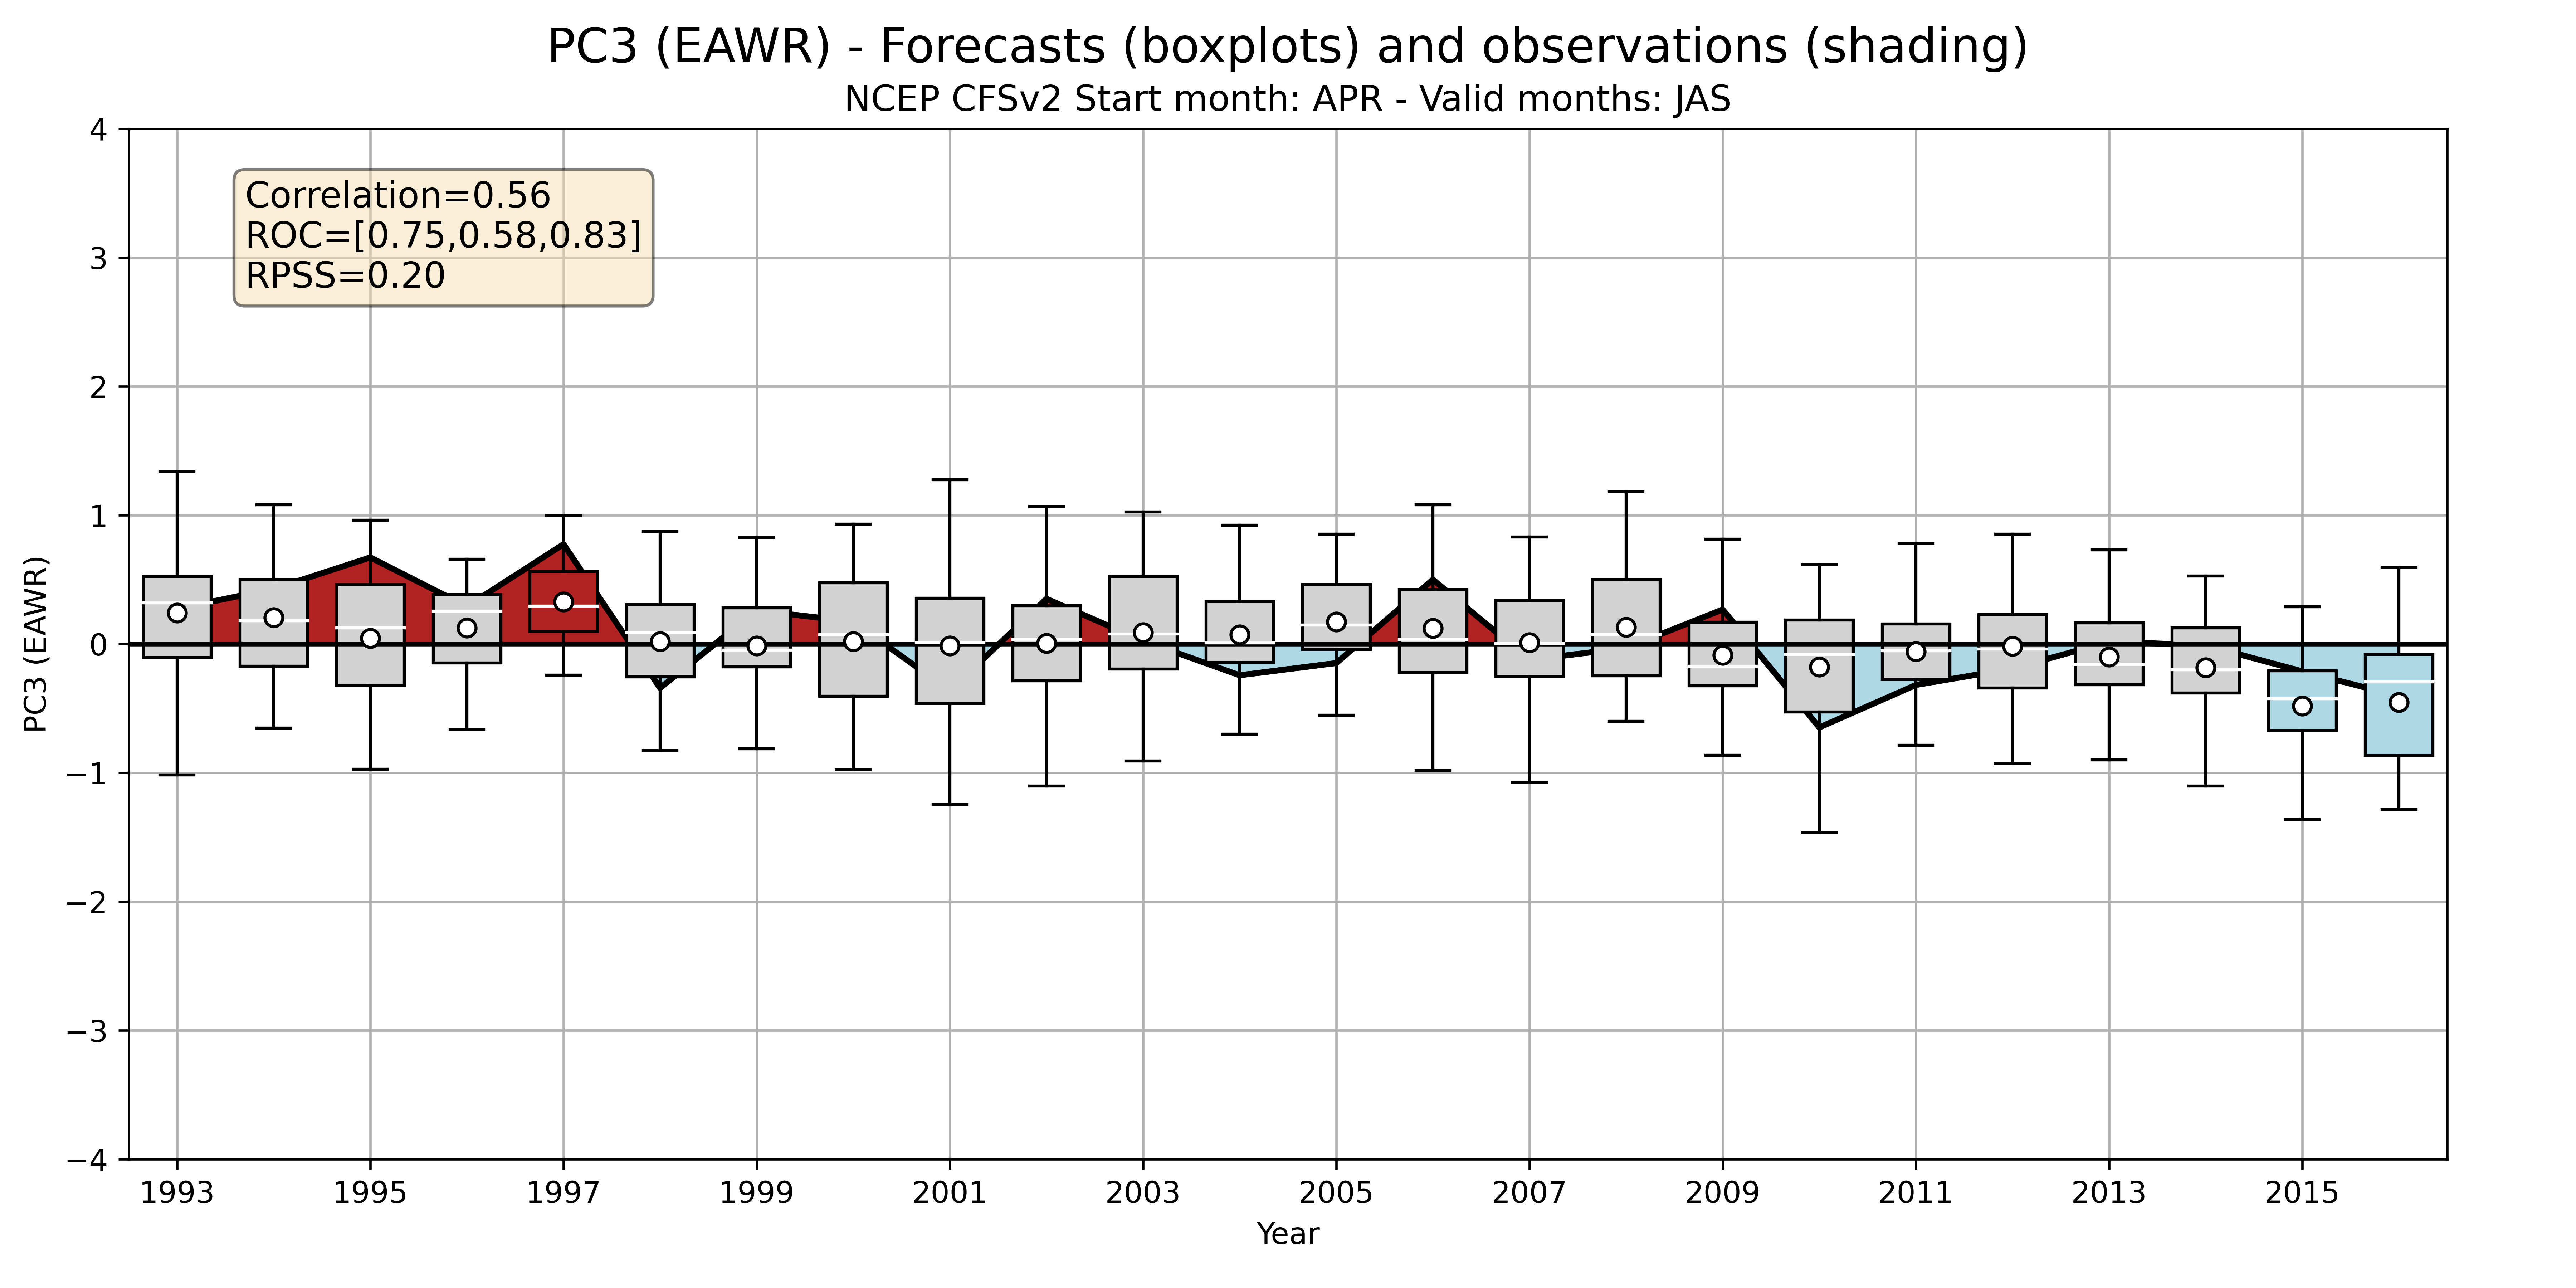 PC3 (EAWR) - Forecasts (boxplots) and observations (shading)
NCEP CFSv2 Start month: APR - Valid months: JAS
Correlation=0.56
ROC=[0.75,0.58,0.83]
RPSS=0.20
PC3 (EAWR)
4
3
2
1
0
−1
−2
−3
−4
1993 1995 1997 1999 2001 2003 2005 2007 2009 2011 2013 2015
Year